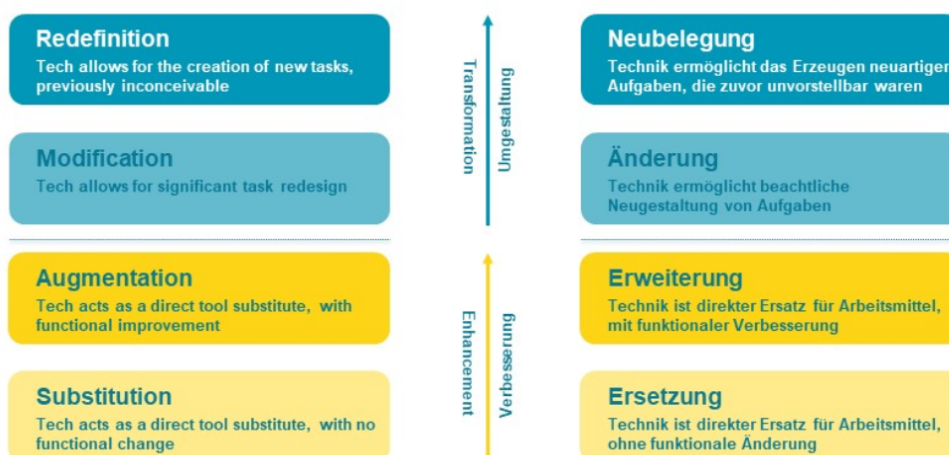 Redefinition
Tech allows for the creation of new tasks,
previously inconceivable
Modification
Tech allows for significant task redesign
Augmentation
Tech acts as a direct tool substitute, with
functional improvement
Substitution
Tech acts as a direct tool substitute, with no
functional change
Transformation
Umgestaltung
Enhancement
Verbesserung
Neubelegung
Technik ermöglicht das Erzeugen neuartiger
Aufgaben, die zuvor unvorstellbar waren
Änderung
Technik ermöglicht beachtliche
Neugestaltung von Aufgaben
Erweiterung
Technik ist direkter Ersatz für Arbeitsmittel,
mit funktionaler Verbesserung
Ersetzung
Technik ist direkter Ersatz für Arbeitsmittel,
ohne funktionale Änderung